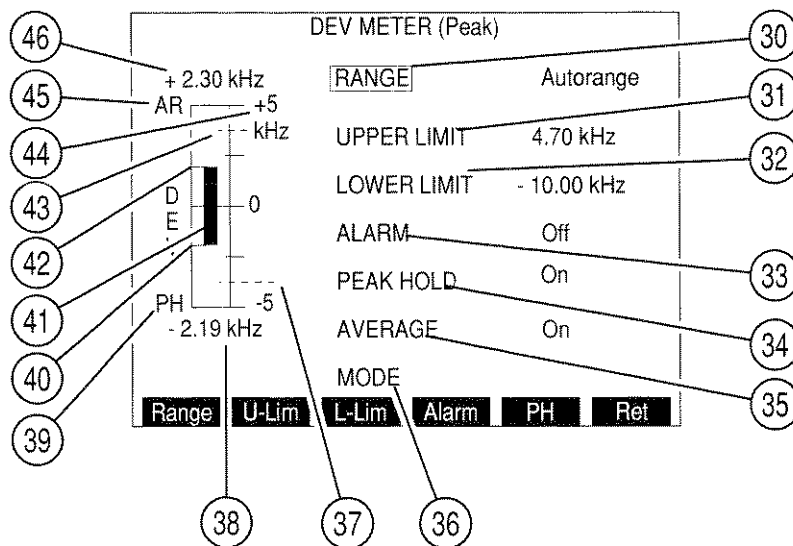 DEV METER (Peak)
46
+ 2.30 kHz
30
45
AR
+5
RANGE
Autorange
31
44
kHz
UPPER LIMIT
4.70 kHz
43
32
LOWER LIMIT
- 10.00 kHz
42
D
E
0
ALARM
Off
33
41
PEAK HOLD
On
PH
-5
34
40
- 2.19 kHz
AVERAGE
On
35
39
MODE
Range U-Lim L-Lim Alarm PH Ret
38
37
36